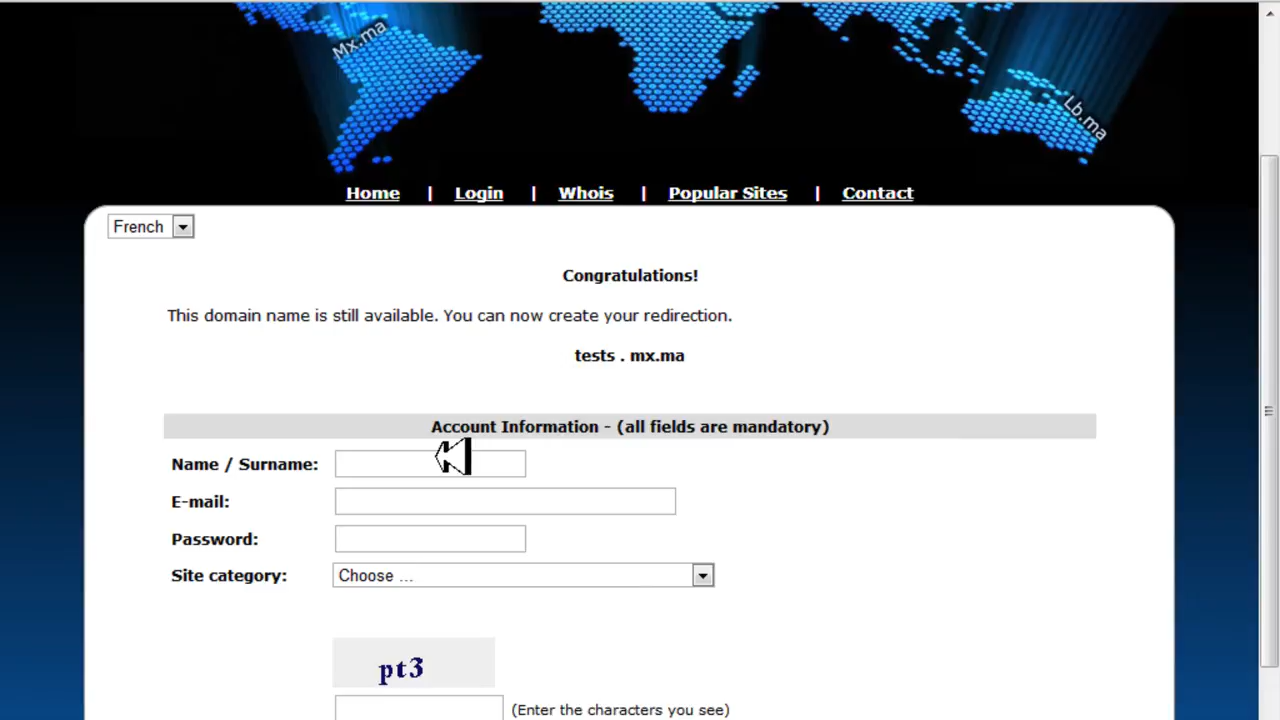 Mx.ma
Lb.ma
Home | Login | Whois | Popular Sites | Contact
French
Congratulations!
This domain name is still available. You can now create your redirection.
tests . mx.ma
Account Information - (all fields are mandatory)
Name / Surname:
E-mail:
Password:
Site category: Choose ...
pt3
(Enter the characters you see)